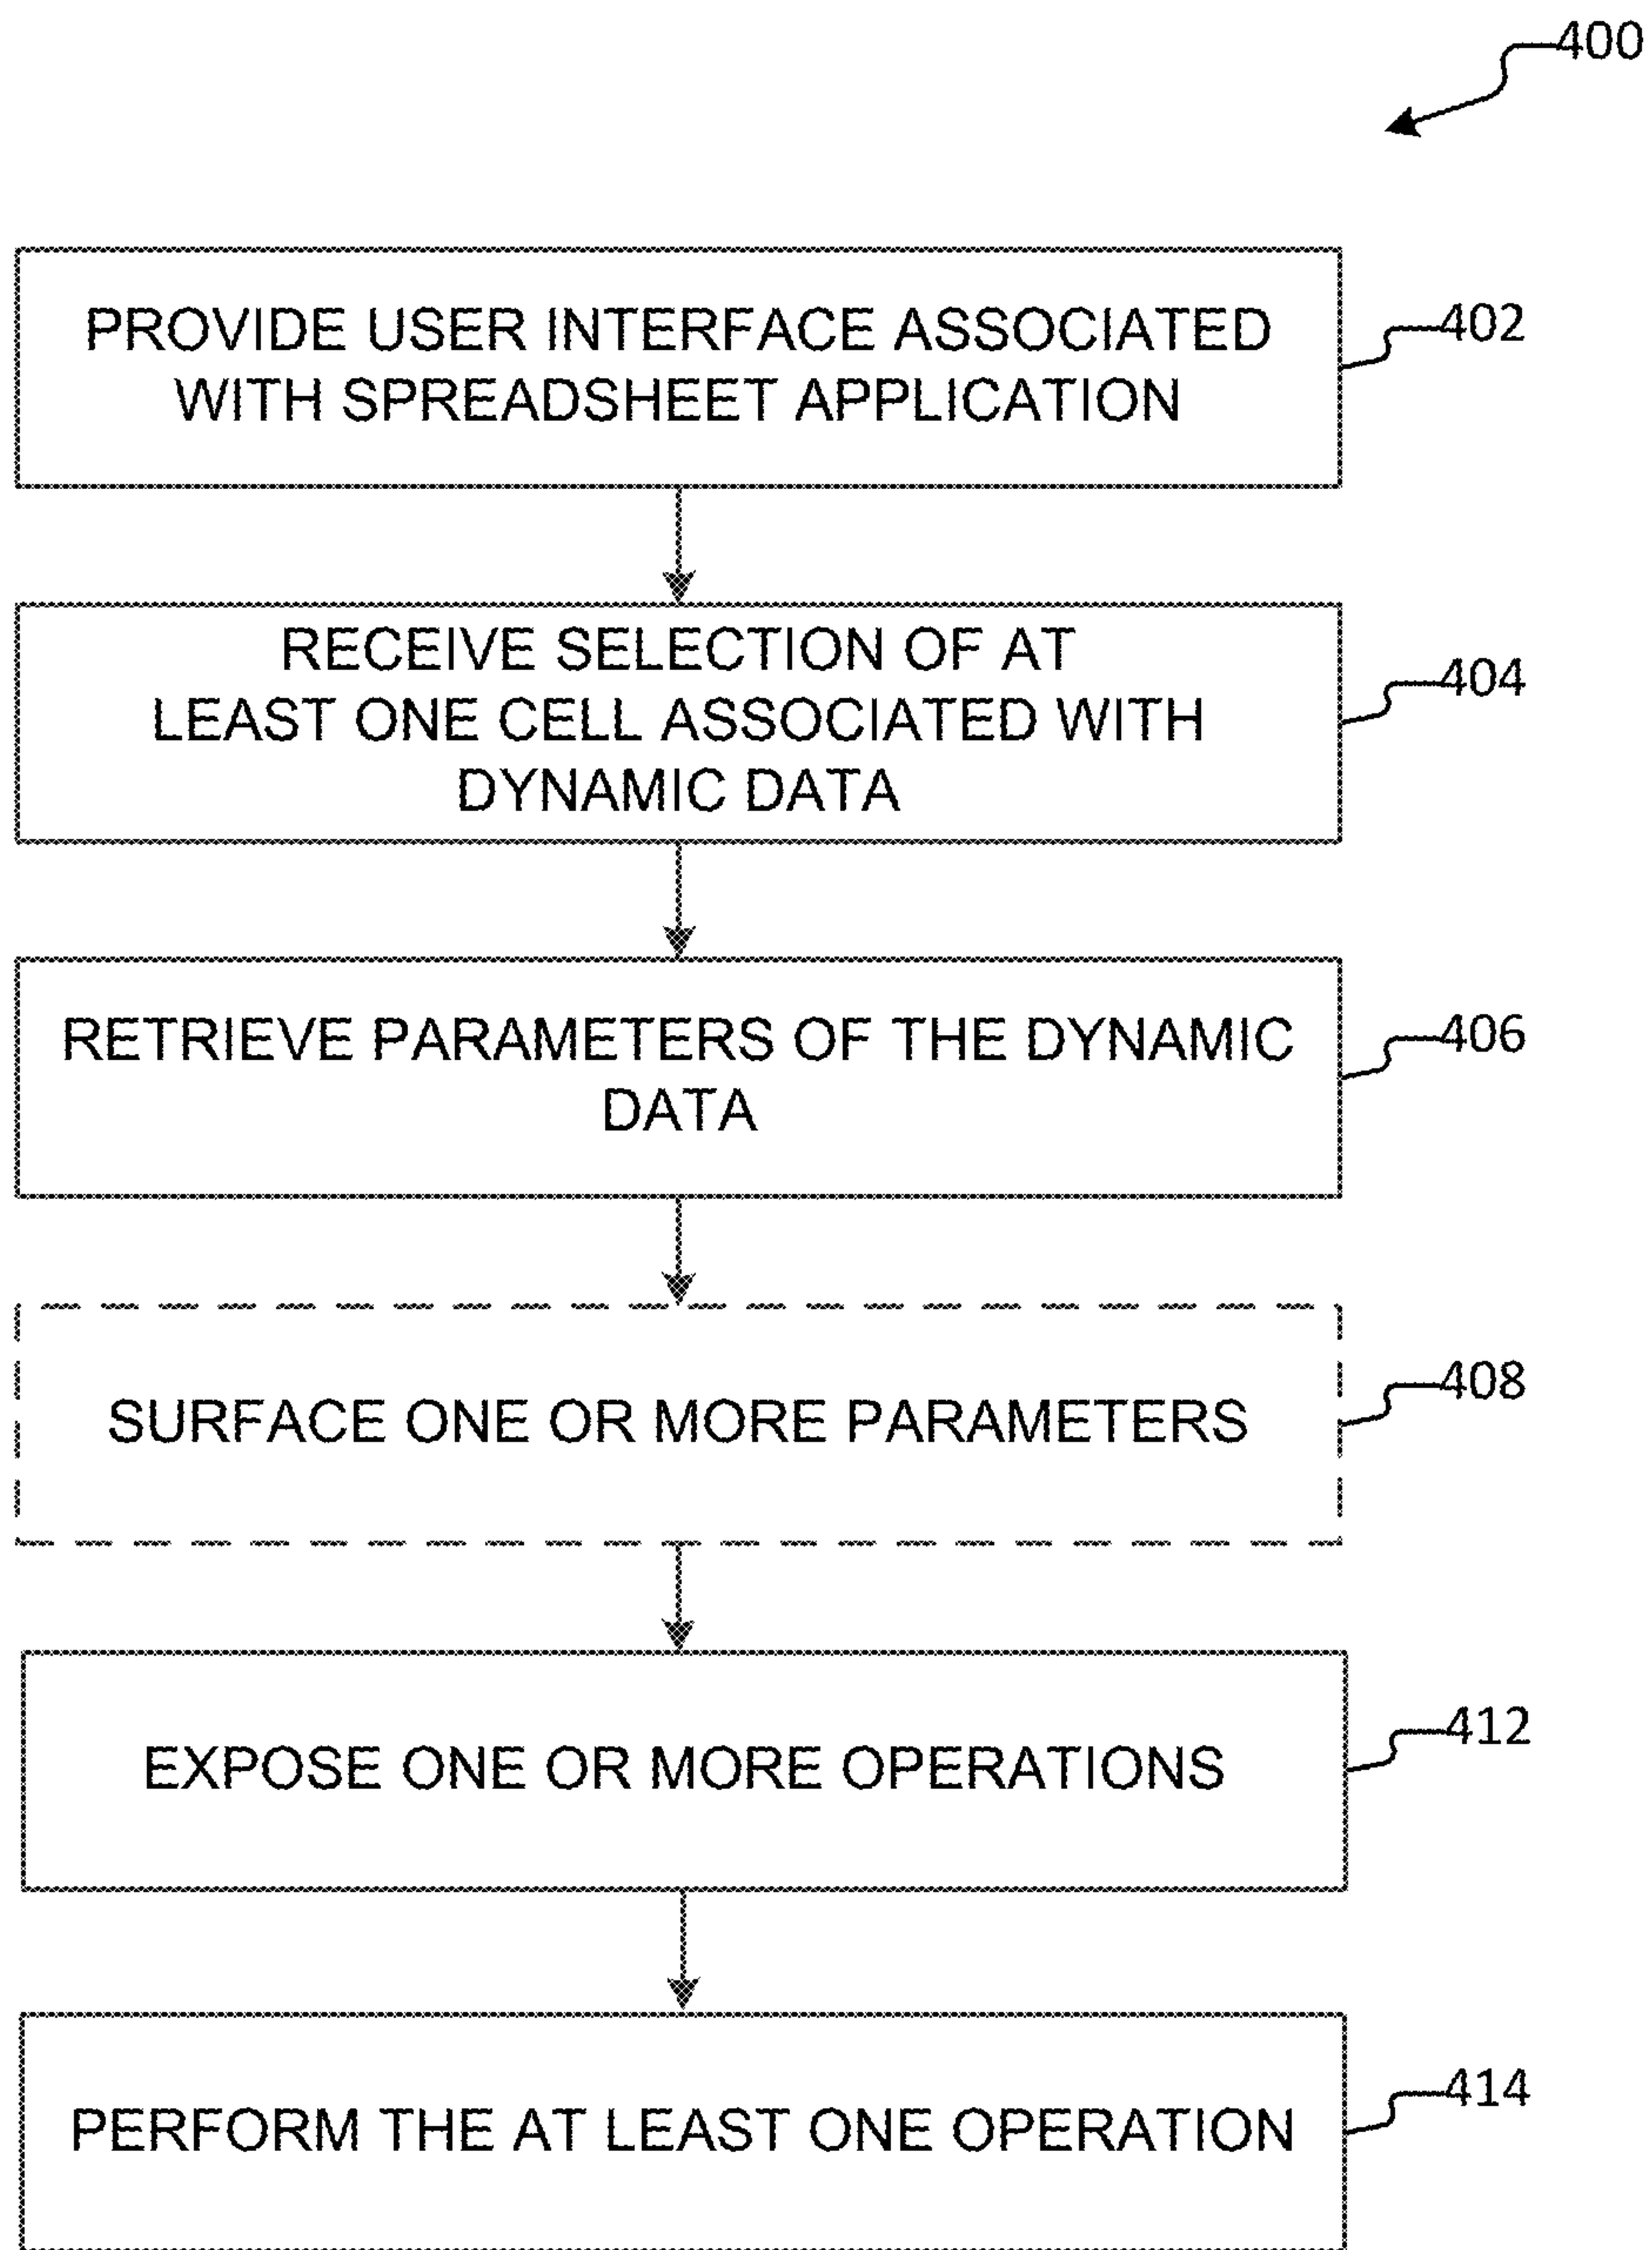 400
PROVIDE USER INTERFACE ASSOCIATED
WITH SPREADSHEET APPLICATION
402
RECEIVE SELECTION OF AT
LEAST ONE CELL ASSOCIATED WITH
DYNAMIC DATA
404
RETRIEVE PARAMETERS OF THE DYNAMIC
DATA
406
SURFACE ONE OR MORE PARAMETERS
408
EXPOSE ONE OR MORE OPERATIONS
412
PERFORM THE AT LEAST ONE OPERATION
414